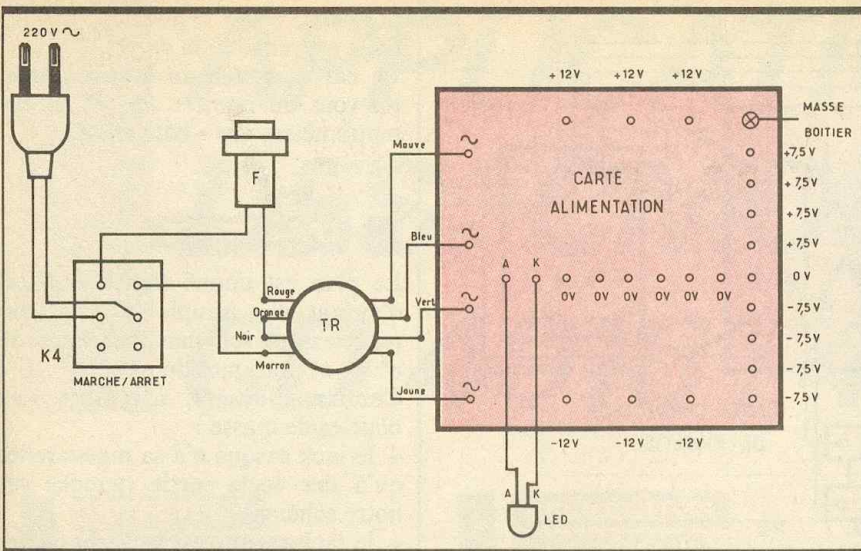 220V ~
+12V +12V +12V
MASSE
BOITIER
Mauve
+7,5V
F
CARTE
ALIMENTATION
+7,5V
+7,5V
Bleu
+7,5V
A K
0V
Rouge
0V 0V 0V 0V 0V 0V
Orange
Vert
-7,5V
TR
Noir
-7,5V
K4
Marron
-7,5V
MARCHE/ARRET
Jaune
-7,5V
-12V -12V -12V
A K
LED